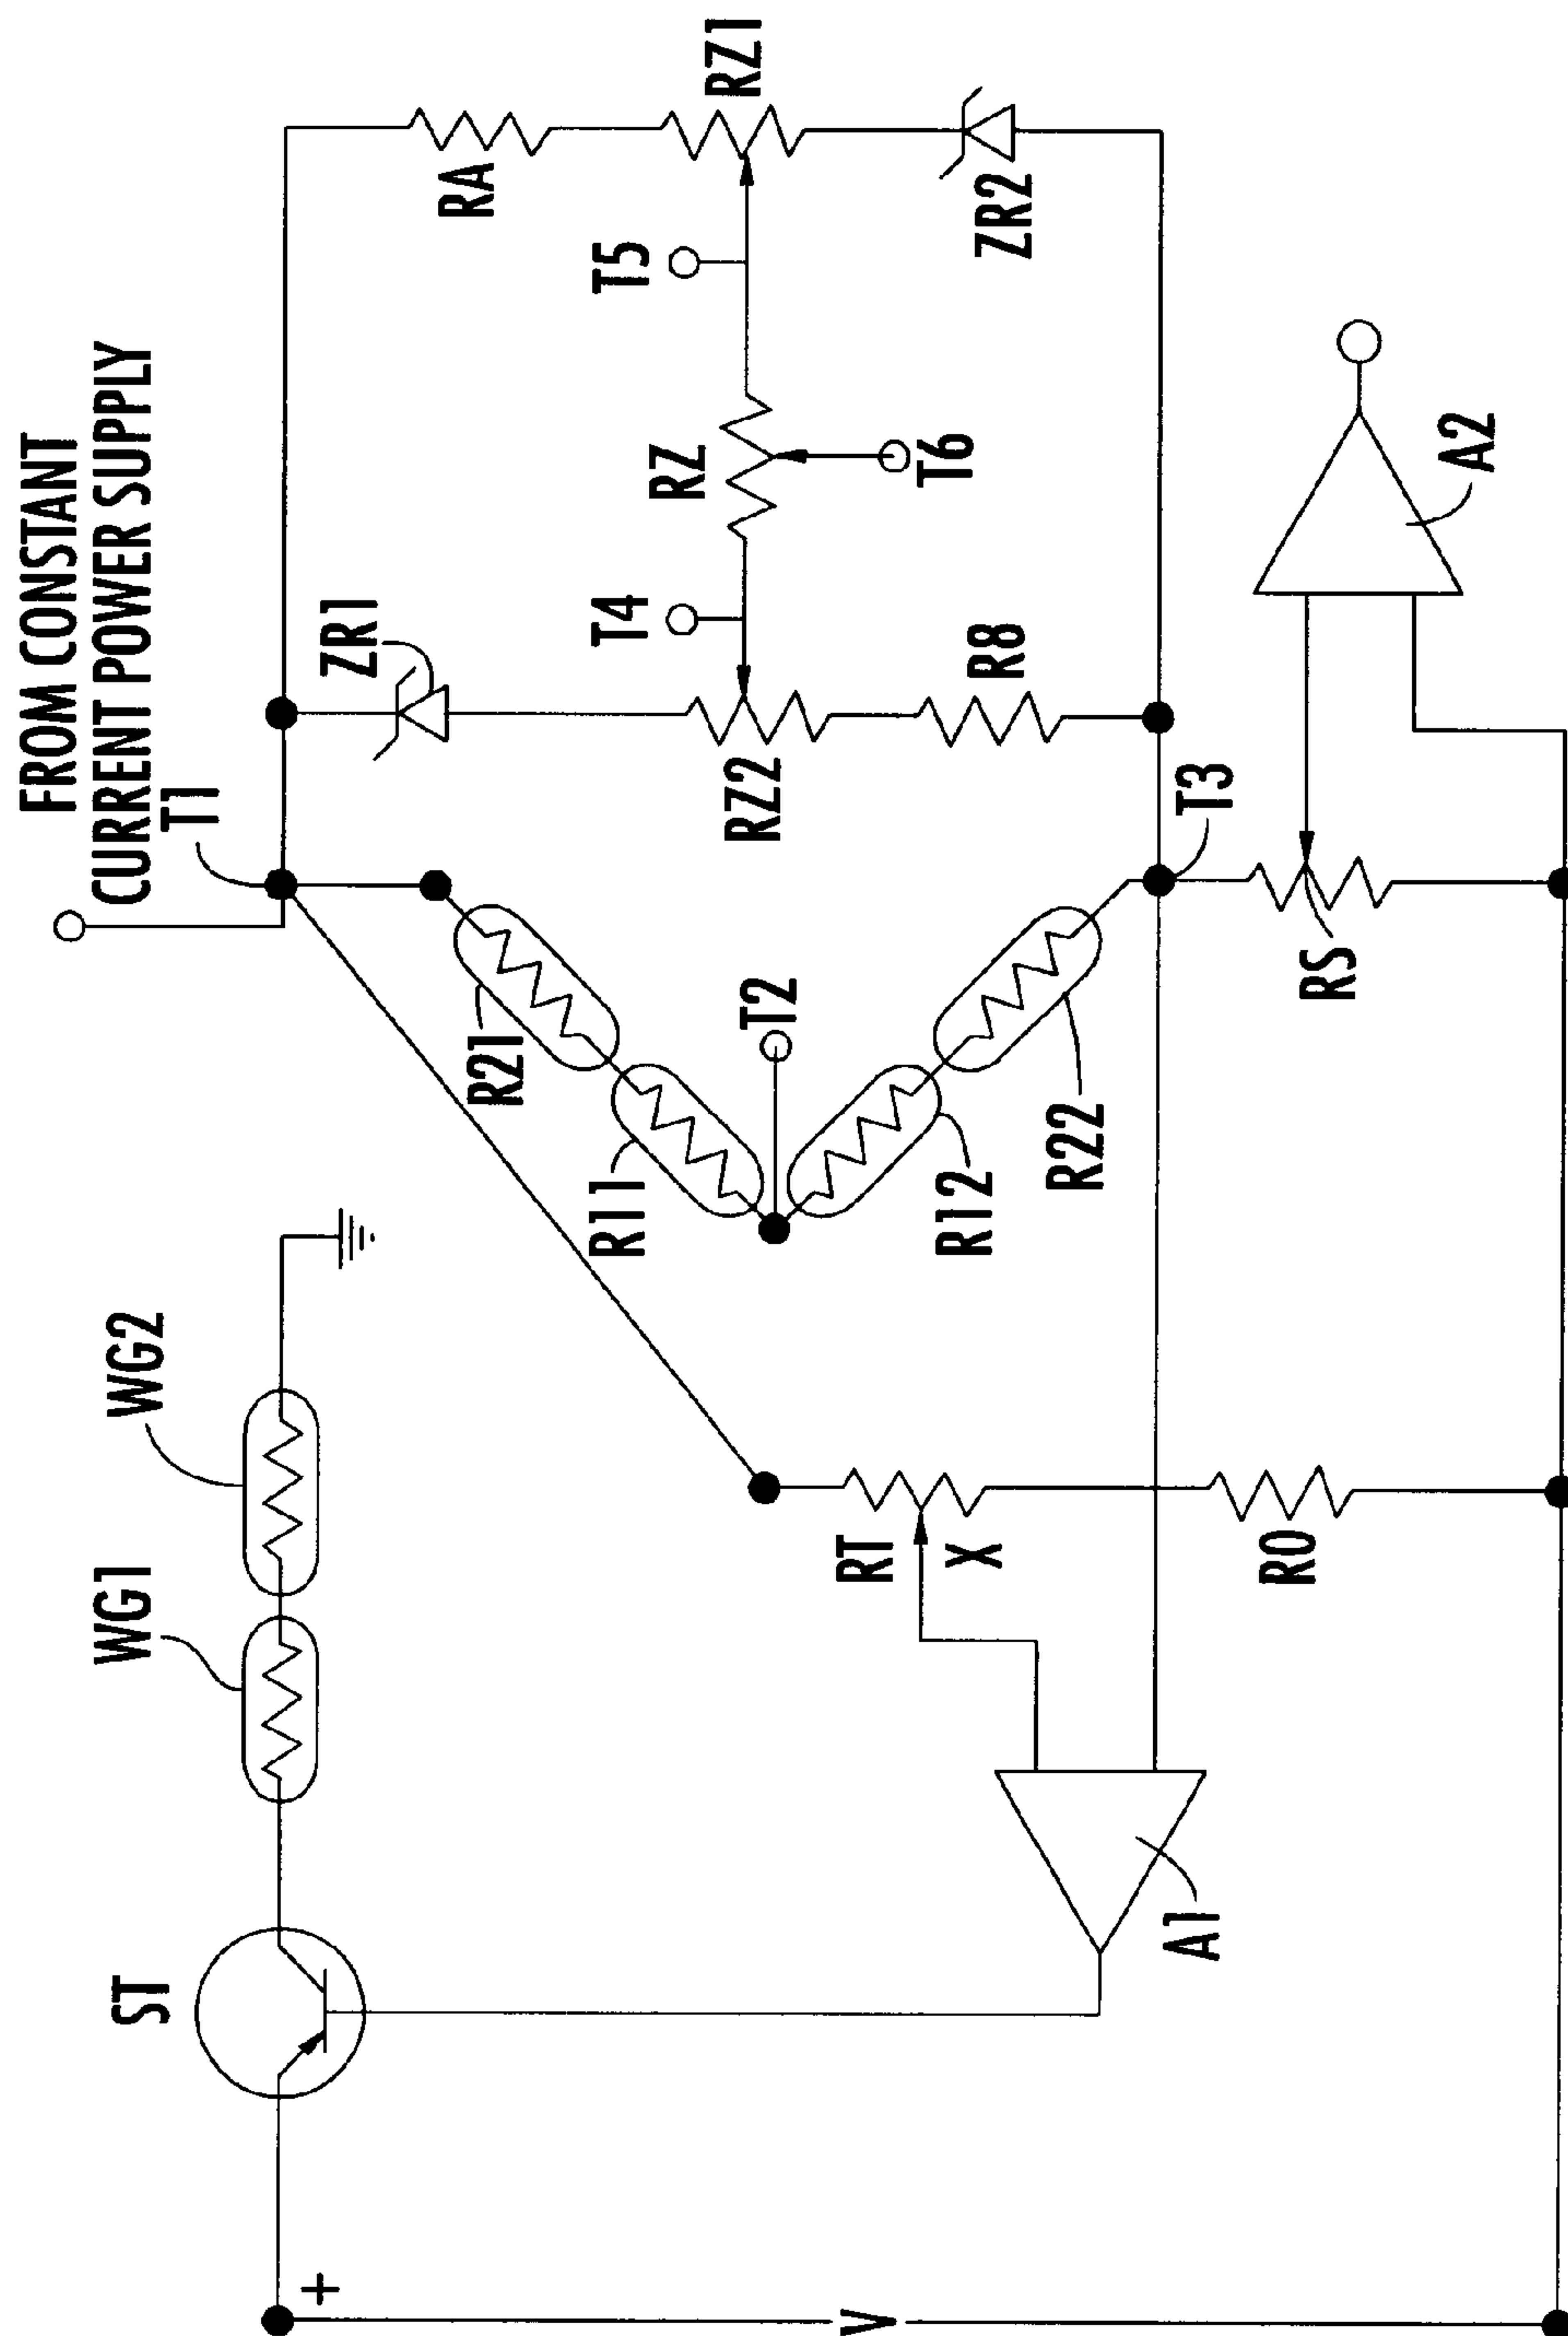 FROM CONSTANT
CURRENT POWER SUPPLY
T1
ZR1
RA
RZ1
T5
T4
RZ
T6
RZ2
R8
ZR2
T3
A2
RS
R21
R11
T2
R12
R22
WG2
WG1
ST
RT
X
RO
A1
+
V